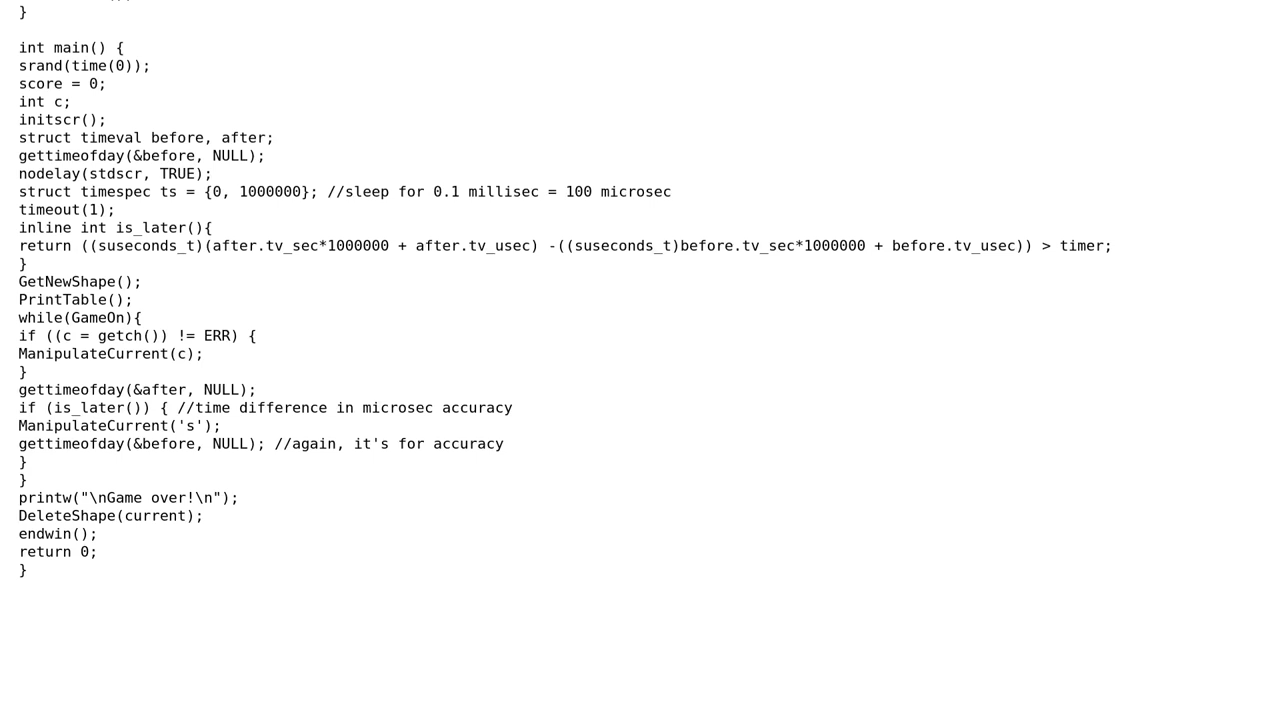 }
int main() {
srand(time(0));
score = 0;
int c;
initscr();
struct timeval before, after;
gettimeofday(&before, NULL);
nodelay(stdscr, TRUE);
struct timespec ts = {0, 1000000}; //sleep for 0.1 millisec = 100 microsec
timeout(1);
inline int is_later(){
return ((suseconds_t)(after.tv_sec*1000000 + after.tv_usec) -((suseconds_t)before.tv_sec*1000000 + before.tv_usec)) > timer;
}
GetNewShape();
PrintTable();
while(GameOn){
if ((c = getch()) != ERR) {
ManipulateCurrent(c);
}
gettimeofday(&after, NULL);
if (is_later()) { //time difference in microsec accuracy
ManipulateCurrent('s');
gettimeofday(&before, NULL); //again, it's for accuracy
}
}
printw("\nGame over!\n");
DeleteShape(current);
endwin();
return 0;
}